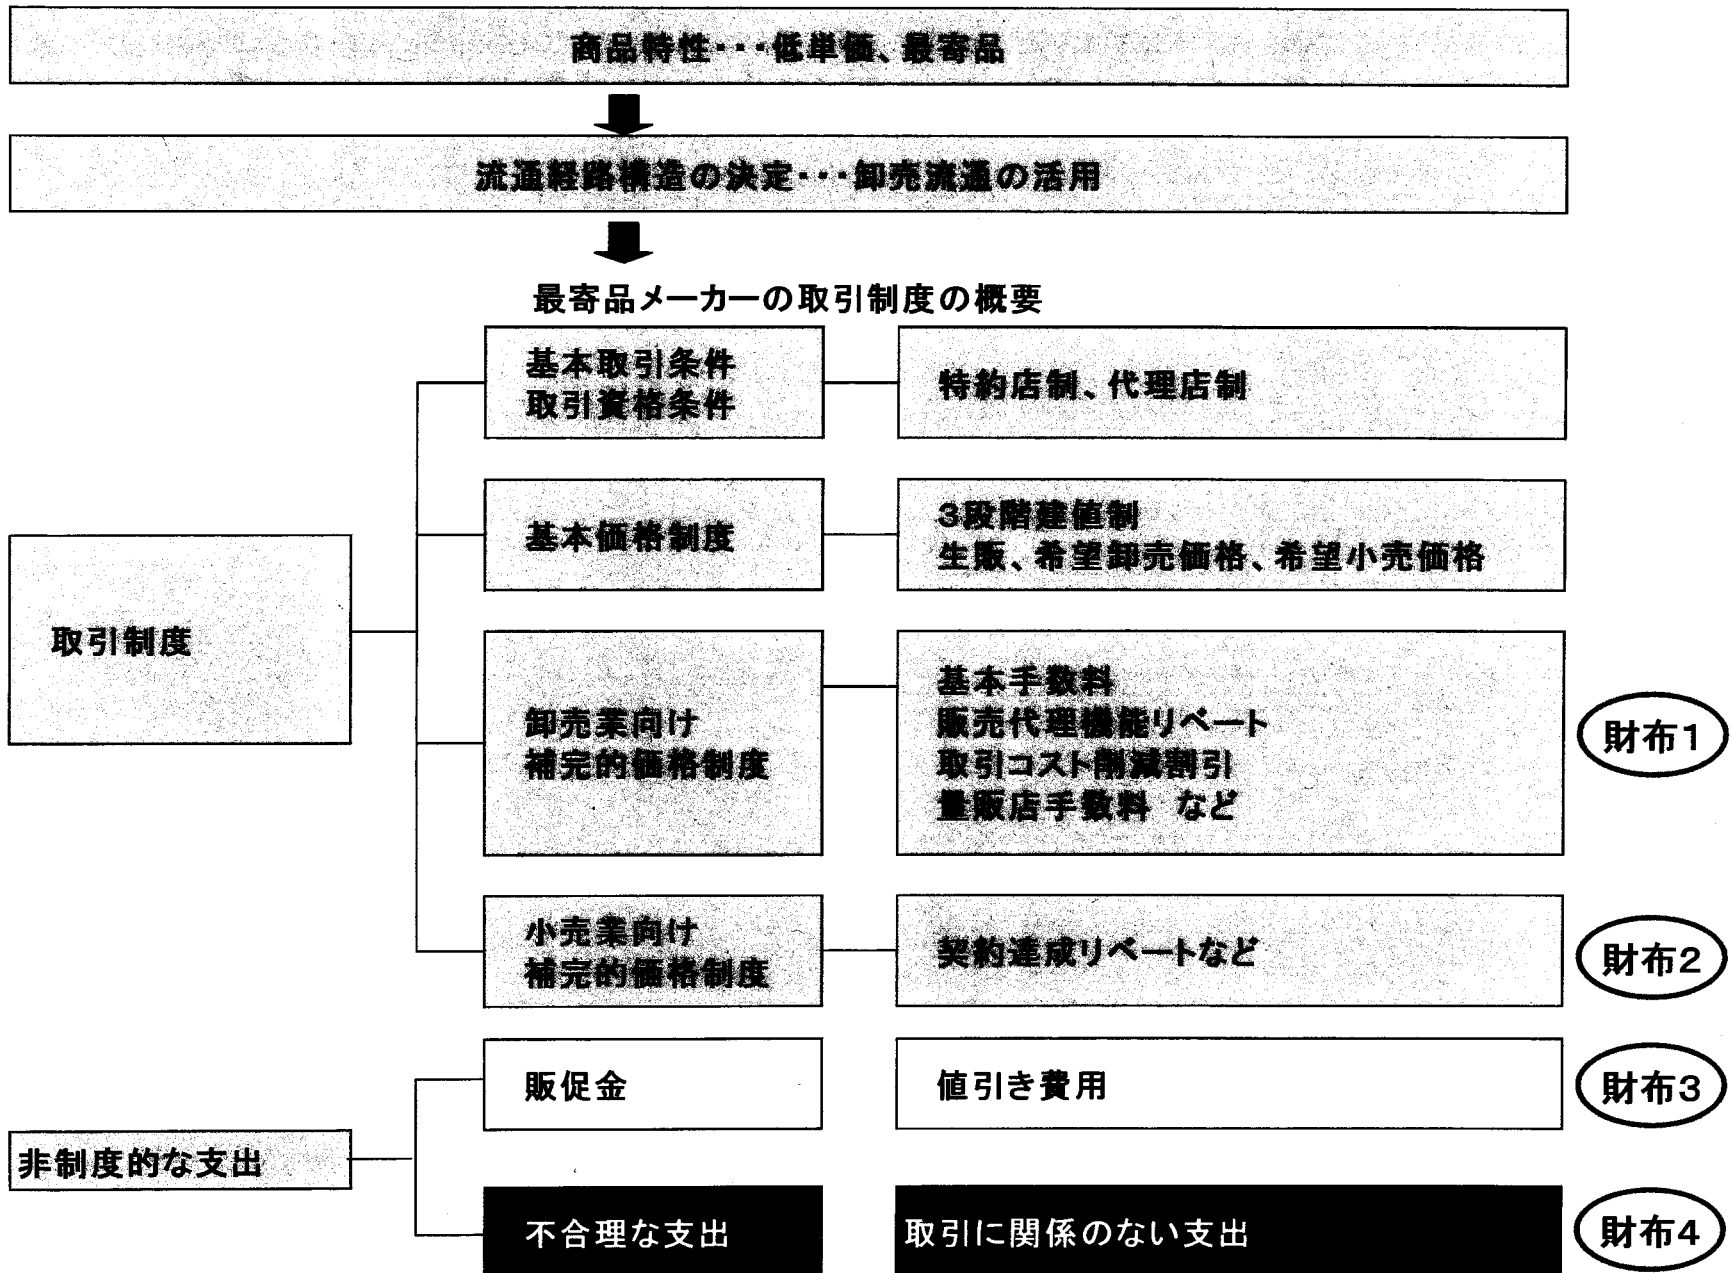 商品特性・・・低単価、最寄品
流通経路構造の決定・・・卸売流通の活用
最寄品メーカーの取引制度の概要
取引制度
基本取引条件
取引資格条件
特約店制、代理店制
基本価格制度
3段階建値制
生販、希望卸売価格、希望小売価格
卸売業向け
補完的価格制度
基本手数料
販売代理機能リベート
取引コスト削減割引
量販店手数料 など
財布1
小売業向け
補完的価格制度
契約達成リベートなど
財布2
非制度的な支出
販促金
値引き費用
財布3
不合理な支出
取引に関係のない支出
財布4